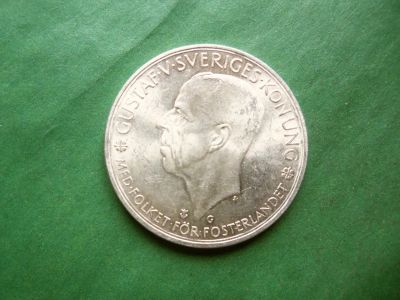 GUSTAF·V·SVERIGES·KONUNG
MED·FOLKET·FÖR·FOSTERLANDET
G